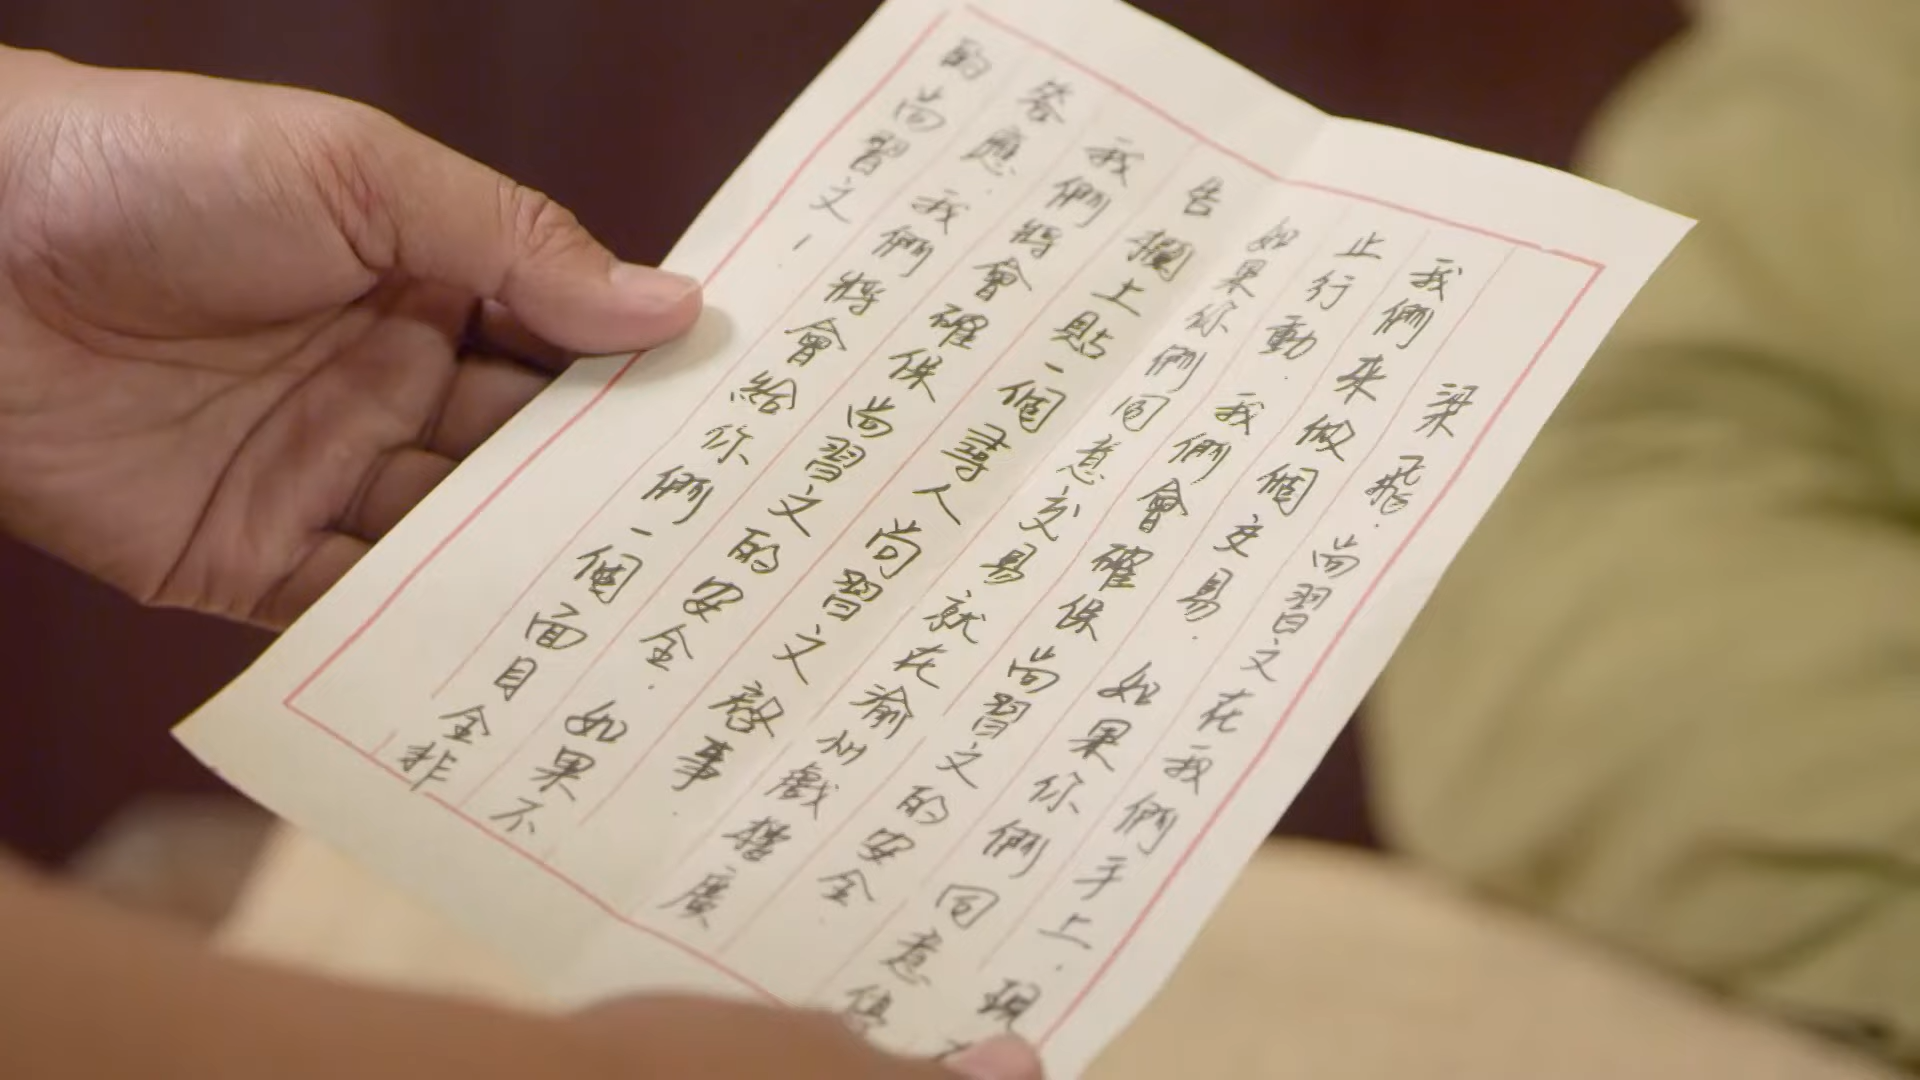 梁飛.尚習文在我們手上.現在
我們來做個交易.如果你們同意停
止行動.我們會確保尚習文的安全
如果你們同意交易就在渝州戲樓廣
告欄上貼一個尋人尚習文啓事.
我們將會確保尚習文的安全.如果不
答應.我們將會給你們一個面目全非
的尚習文!